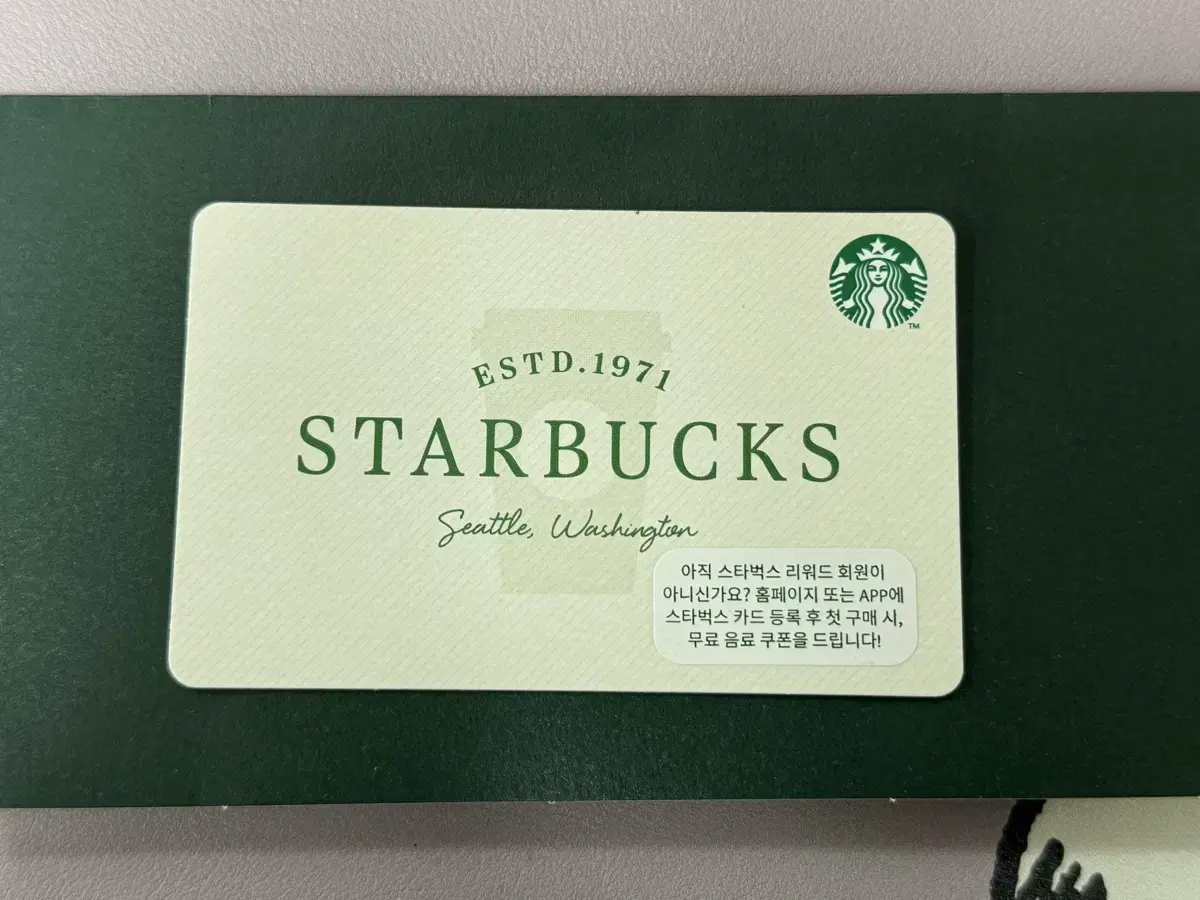 ESTD.1971
STARBUCKS
Seattle, Washington
아직 스타벅스 리워드 회원이
아니신가요? 홈페이지 또는 APP에
스타벅스 카드 등록 후 첫 구매 시,
무료 음료 쿠폰을 드립니다!
TM